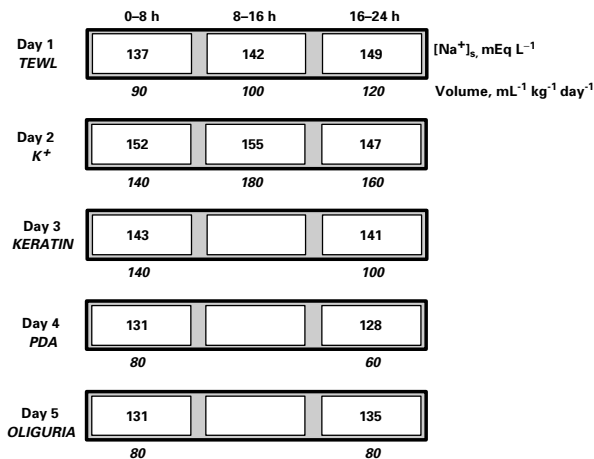 0–8 h 8–16 h 16–24 h
Day 1
TEWL
137 142 149 [Na⁺]s, mEq L⁻¹
90 100 120 Volume, mL⁻¹ kg⁻¹ day⁻¹
Day 2
K⁺
152 155 147
140 180 160
Day 3
KERATIN
143 141
140 100
Day 4
PDA
131 128
80 60
Day 5
OLIGURIA
131 135
80 80